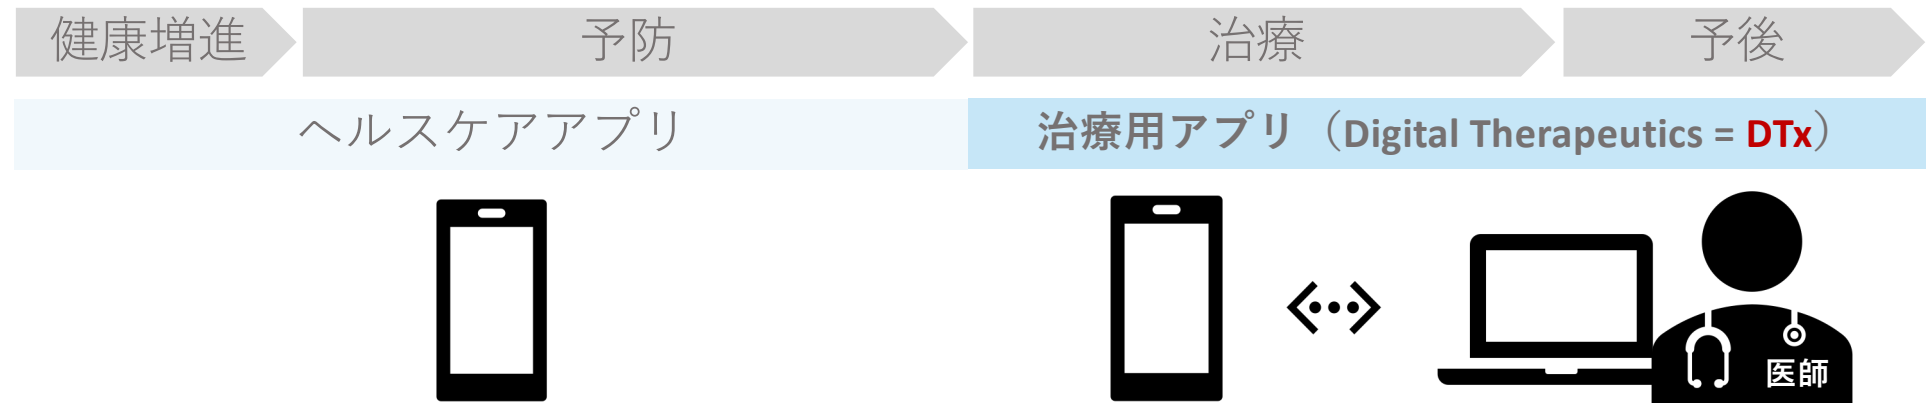 健康増進
予防
治療
予後
ヘルスケアアプリ
治療用アプリ（Digital Therapeutics = DTx）
医師